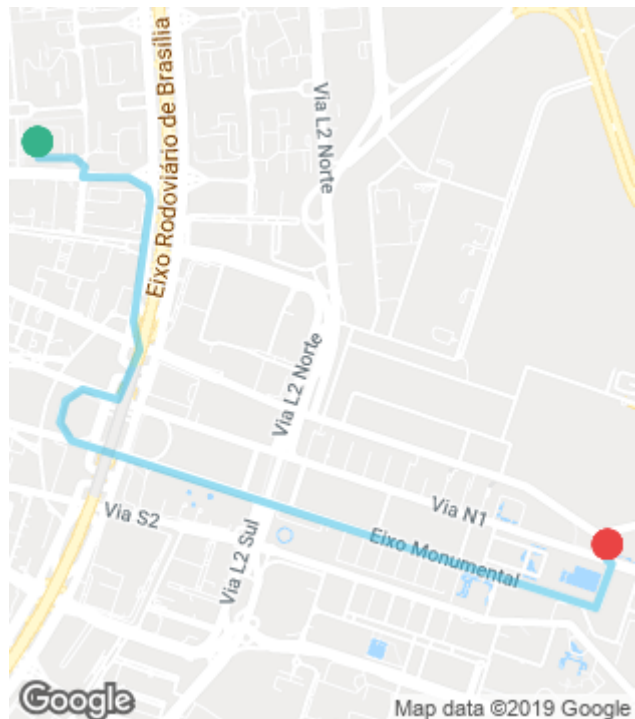 Via L2 Norte
Eixo Rodoviário de Brasília
Via L2 Norte
Via N1
Via S2
Eixo Monumental
Via L2 Sul
Google
Map data ©2019 Google